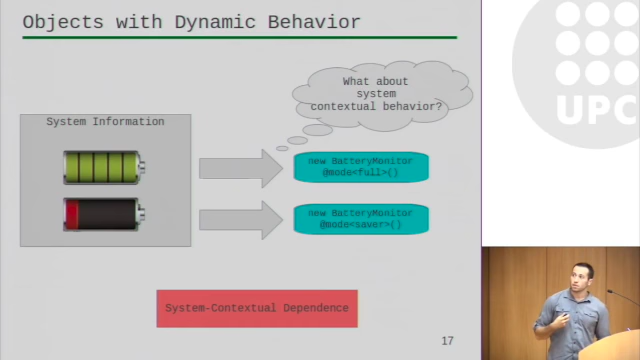 Objects with Dynamic Behavior
What about
system
contextual behavior?
System Information
new BatteryMonitor
@mode<full>()
new BatteryMonitor
@mode<saver>()
System-Contextual Dependence
17
UPC